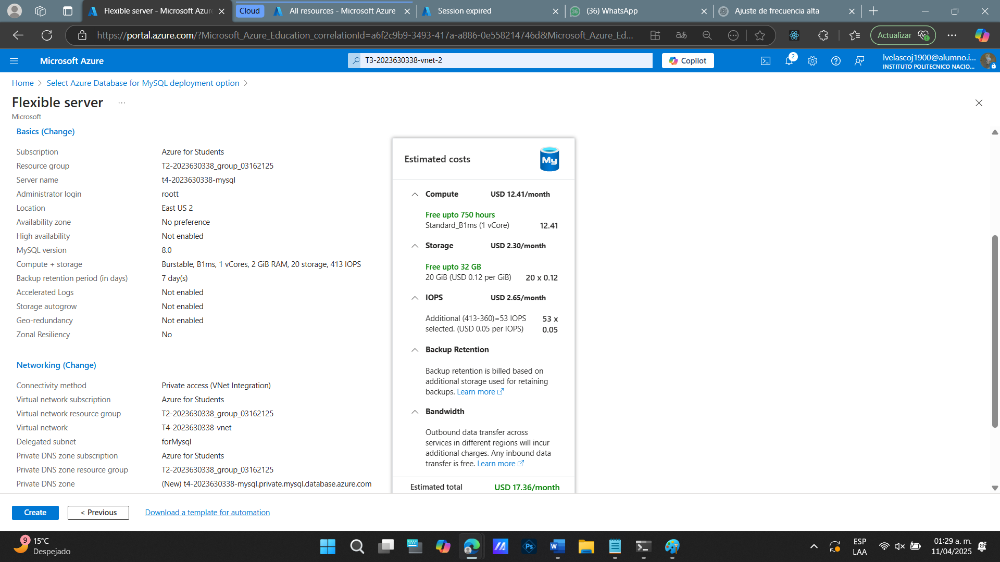 Flexible server - Microsoft Azure
Cloud
All resources - Microsoft Azure
Session expired
(36) WhatsApp
Ajuste de frecuencia alta
https://portal.azure.com/?Microsoft_Azure_Education_correlationId=a6f2c9b9-3493-417a-a886-0e558214746d&Microsoft_Azure_Ed...
Actualizar
Microsoft Azure
T3-2023630338-vnet-2
Copilot
2
lvelascoj1900@alumno.i...
INSTITUTO POLITECNICO NACIO...
Home > Select Azure Database for MySQL deployment option >
Flexible server ...
Microsoft
Basics (Change)
Subscription Azure for Students
Resource group T2-2023630338_group_03162125
Server name t4-2023630338-mysql
Administrator login roott
Location East US 2
Availability zone No preference
High availability Not enabled
MySQL version 8.0
Compute + storage Burstable, B1ms, 1 vCores, 2 GiB RAM, 20 storage, 413 IOPS
Backup retention period (in days) 7 day(s)
Accelerated Logs Not enabled
Storage autogrow Not enabled
Geo-redundancy Not enabled
Zonal Resiliency No
Networking (Change)
Connectivity method Private access (VNet Integration)
Virtual network subscription Azure for Students
Virtual network resource group T2-2023630338_group_03162125
Virtual network T4-2023630338-vnet
Delegated subnet forMysql
Private DNS zone subscription Azure for Students
Private DNS zone resource group T2-2023630338_group_03162125
Private DNS zone (New) t4-2023630338-mysql.private.mysql.database.azure.com
Estimated costs
My
Compute USD 12.41/month
Free upto 750 hours
Standard_B1ms (1 vCore) 12.41
Storage USD 2.30/month
Free upto 32 GB
20 GiB (USD 0.12 per GiB) 20 x 0.12
IOPS USD 2.65/month
Additional (413-360)=53 IOPS 53 x
selected. (USD 0.05 per IOPS) 0.05
Backup Retention
Backup retention is billed based on
additional storage used for retaining
backups. Learn more
Bandwidth
Outbound data transfer across
services in different regions will incur
additional charges. Any inbound data
transfer is free. Learn more
Estimated total USD 17.36/month
Create
< Previous
Download a template for automation
9
15°C
Despejado
Ps
W
ESP
LAA
01:29 a. m.
11/04/2025